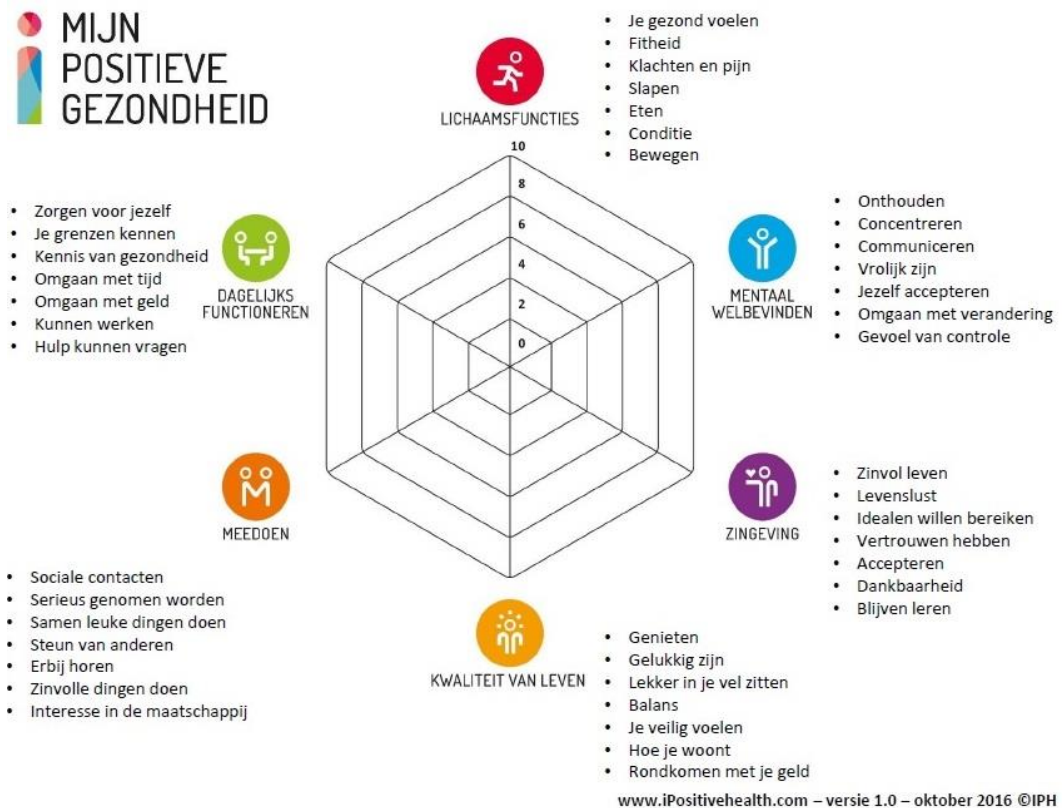 MIJN
POSITIEVE
GEZONDHEID
LICHAAMSFUNCTIES
• Je gezond voelen
• Fitheid
• Klachten en pijn
• Slapen
• Eten
• Conditie
• Bewegen
10
8
6
4
2
0
MENTAAL
WELBEVINDEN
• Onthouden
• Concentreren
• Communiceren
• Vrolijk zijn
• Jezelf accepteren
• Omgaan met verandering
• Gevoel van controle
ZINGEVING
• Zinvol leven
• Levenslust
• Idealen willen bereiken
• Vertrouwen hebben
• Accepteren
• Dankbaarheid
• Blijven leren
KWALITEIT VAN LEVEN
• Genieten
• Gelukkig zijn
• Lekker in je vel zitten
• Balans
• Je veilig voelen
• Hoe je woont
• Rondkomen met je geld
MEEDOEN
• Sociale contacten
• Serieus genomen worden
• Samen leuke dingen doen
• Steun van anderen
• Erbij horen
• Zinvolle dingen doen
• Interesse in de maatschappij
DAGELIJKS
FUNCTIONEREN
• Zorgen voor jezelf
• Je grenzen kennen
• Kennis van gezondheid
• Omgaan met tijd
• Omgaan met geld
• Kunnen werken
• Hulp kunnen vragen
www.iPositivehealth.com – versie 1.0 – oktober 2016 ©IPH